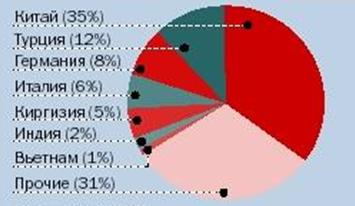 Китай (35%)
Турция (12%)
Германия (8%)
Италия (6%)
Киргизия (5%)
Индия (2%)
Вьетнам (1%)
Прочие (31%)